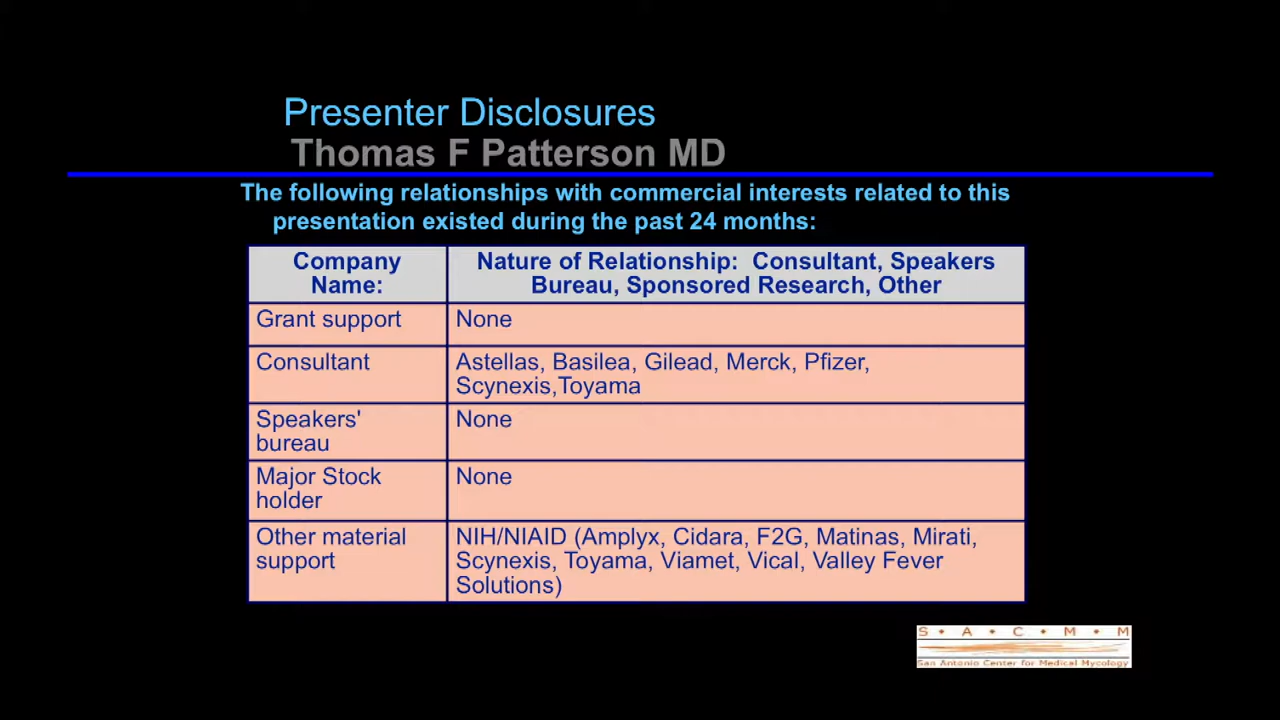 Presenter Disclosures
Thomas F Patterson MD
The following relationships with commercial interests related to this
presentation existed during the past 24 months:
Company
Name:
Nature of Relationship: Consultant, Speakers
Bureau, Sponsored Research, Other
Grant support
None
Consultant
Astellas, Basilea, Gilead, Merck, Pfizer,
Scynexis,Toyama
Speakers'
bureau
None
Major Stock
holder
None
Other material
support
NIH/NIAID (Amplyx, Cidara, F2G, Matinas, Mirati,
Scynexis, Toyama, Viamet, Vical, Valley Fever
Solutions)
S • A • C • M • M
San Antonio Center for Medical Mycology